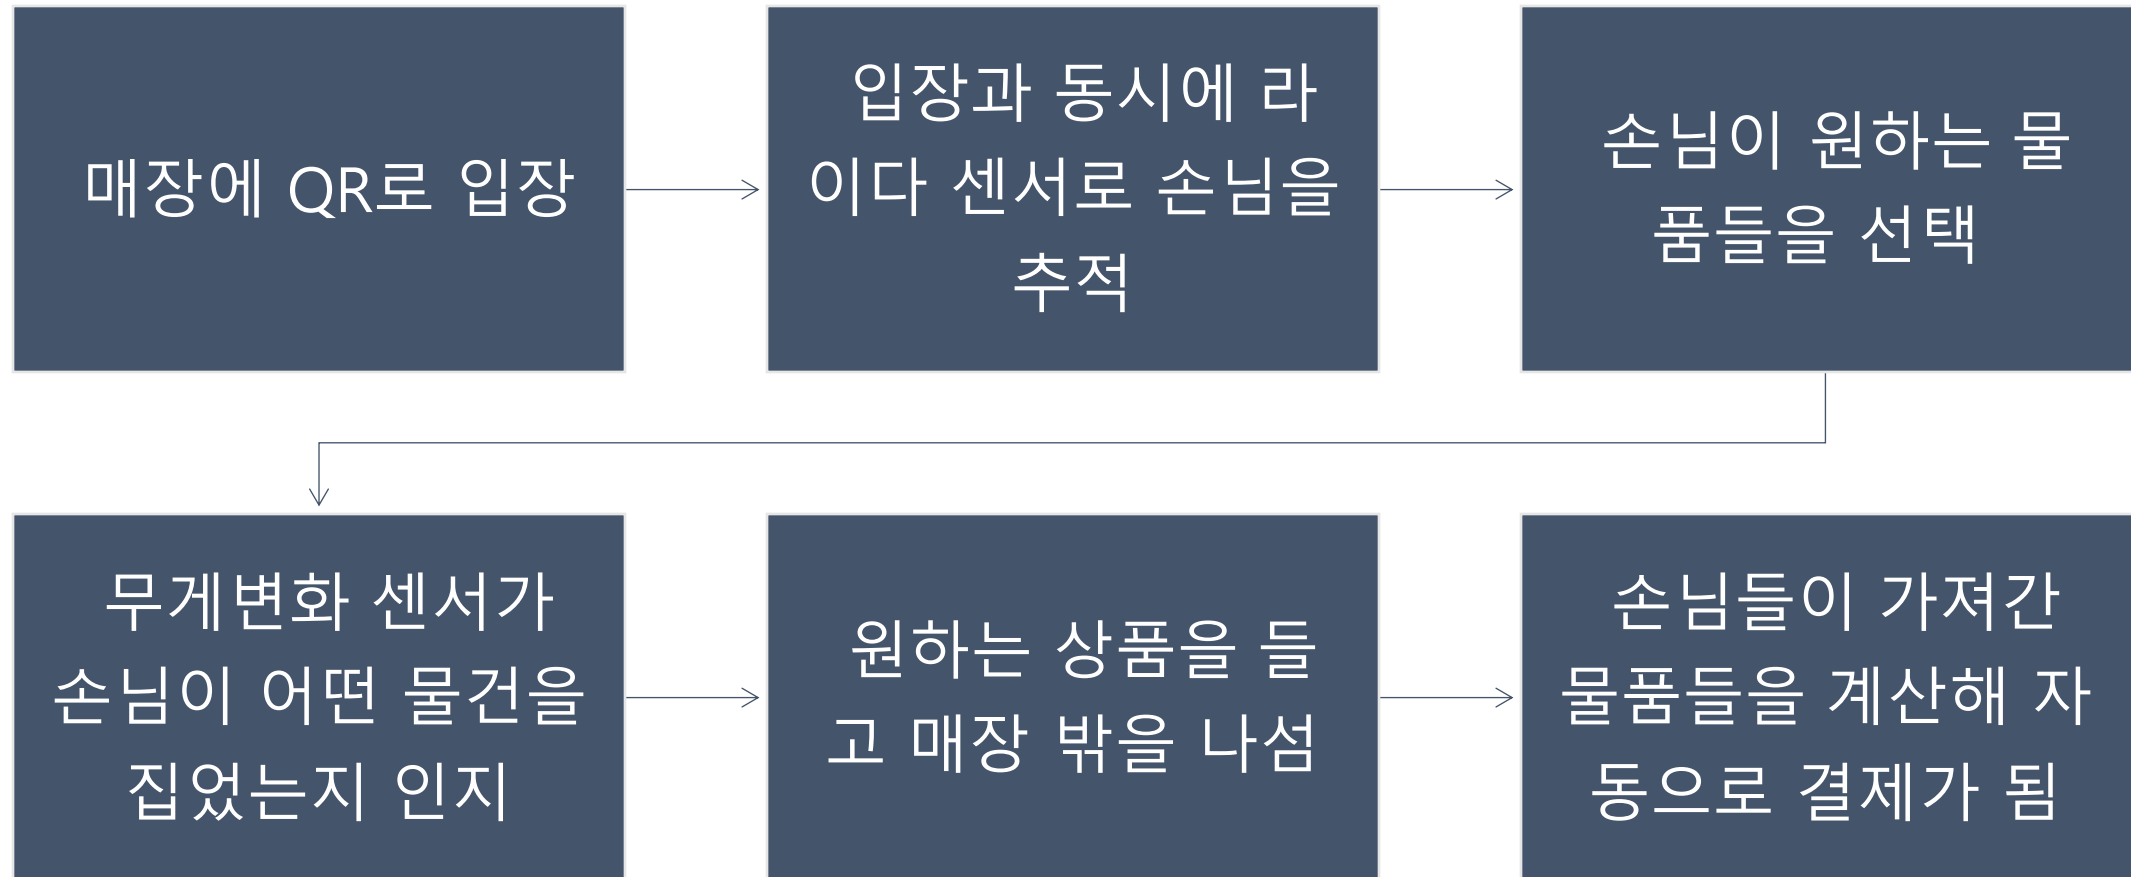 매장에 QR로 입장
입장과 동시에 라
이다 센서로 손님을
추적
손님이 원하는 물
품들을 선택
무게변화 센서가
손님이 어떤 물건을
집었는지 인지
원하는 상품을 들
고 매장 밖을 나섬
손님들이 가져간
물품들을 계산해 자
동으로 결제가 됨